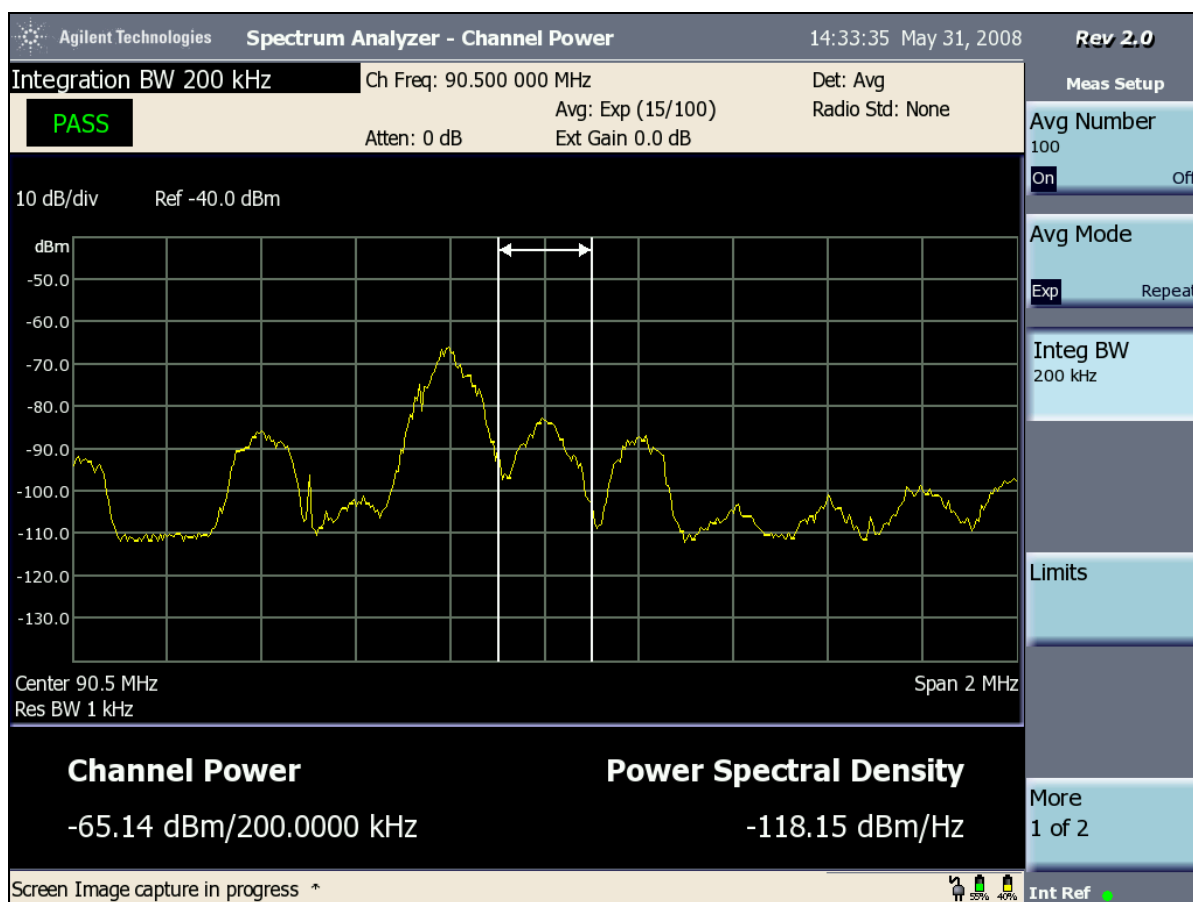 Agilent Technologies Spectrum Analyzer - Channel Power 14:33:35 May 31, 2008 Rev 2.0
Integration BW 200 kHz Ch Freq: 90.500 000 MHz Det: Avg
Avg: Exp (15/100) Radio Std: None
PASS
Atten: 0 dB Ext Gain 0.0 dB
10 dB/div Ref -40.0 dBm
dBm
-50.0
-60.0
-70.0
-80.0
-90.0
-100.0
-110.0
-120.0
-130.0
Center 90.5 MHz Span 2 MHz
Res BW 1 kHz
Channel Power Power Spectral Density
-65.14 dBm/200.0000 kHz -118.15 dBm/Hz
Screen Image capture in progress * 55% 40%
Meas Setup
Avg Number
100
On Off
Avg Mode
Exp Repeat
Integ BW
200 kHz
Limits
More
1 of 2
Int Ref